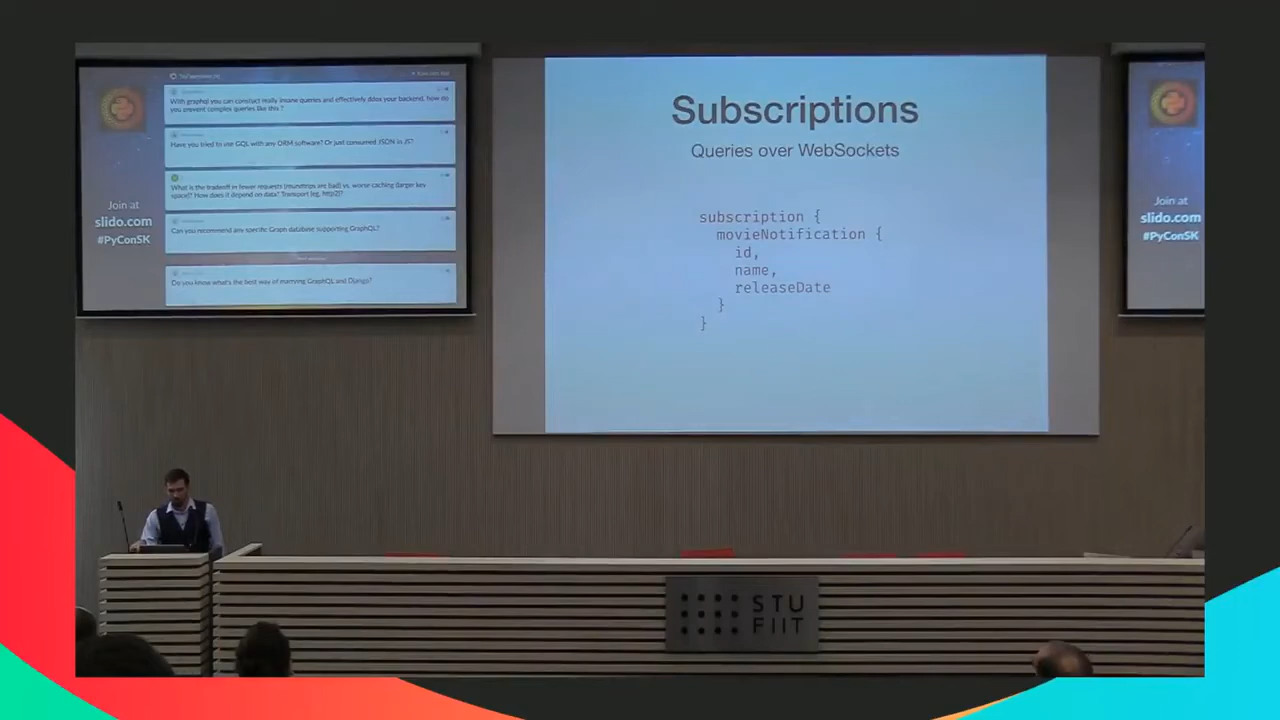 With graphql you can constuct really insane queries and effectively ddos your backend, how do
you prevent complex queries like this ?
Have you tried to use GQL with any ORM software? Or just consumed JSON in JS?
What is the tradeoff in fewer requests (roundtrips are bad) vs. worse caching (larger key
space)? How does it depend on data? Transport (eg. http2)?
Can you recommend any specific Graph database supporting GraphQL?
Do you know what's the best way of marrying GraphQL and Django?
Join at
slido.com
#PyConSK
Subscriptions
Queries over WebSockets
subscription {
movieNotification {
id,
name,
releaseDate
}
}
Join at
slido.com
#PyConSK
STU
FIIT